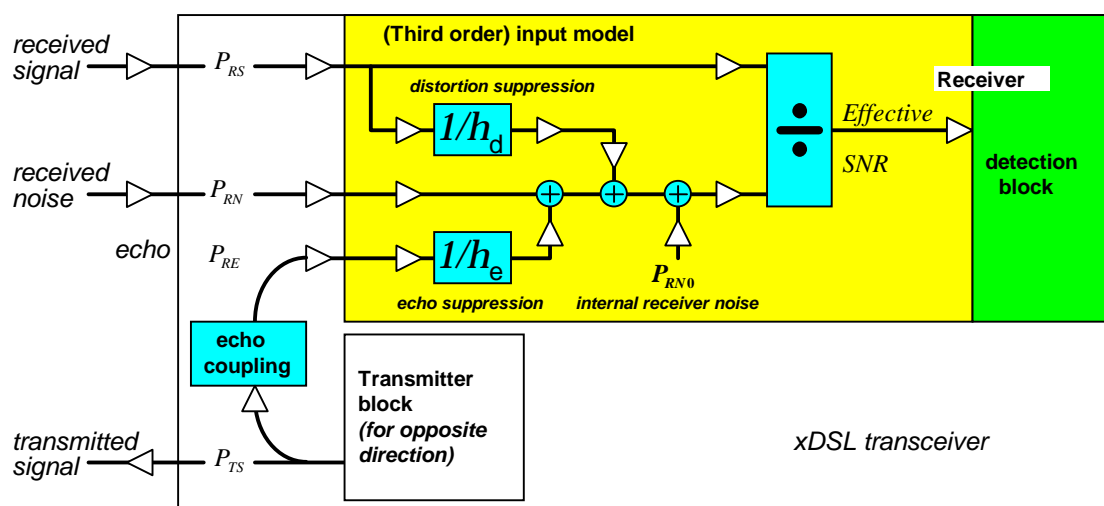 (Third order) input model
received
signal
P_RS
distortion suppression
1/h_d
Receiver
Effective
SNR
detection
block
received
noise
P_RN
+
+
+
÷
echo
P_RE
1/h_e
P_RN0
echo suppression
internal receiver noise
echo
coupling
Transmitter
block
(for opposite
direction)
transmitted
signal
P_TS
xDSL transceiver